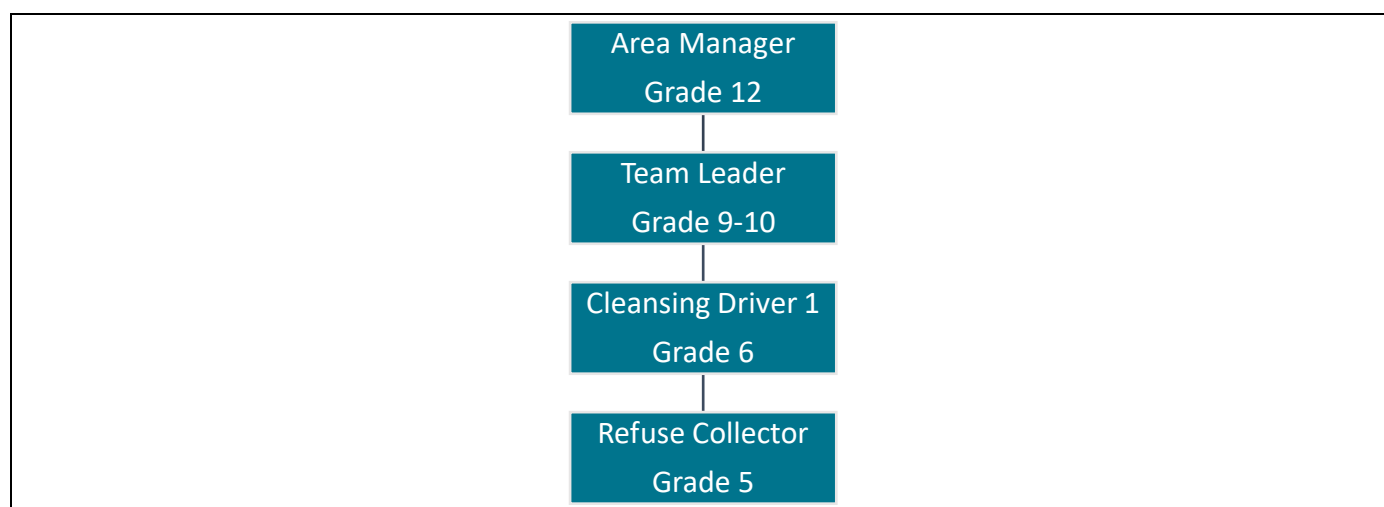 Area Manager
Grade 12
Team Leader
Grade 9-10
Cleansing Driver 1
Grade 6
Refuse Collector
Grade 5